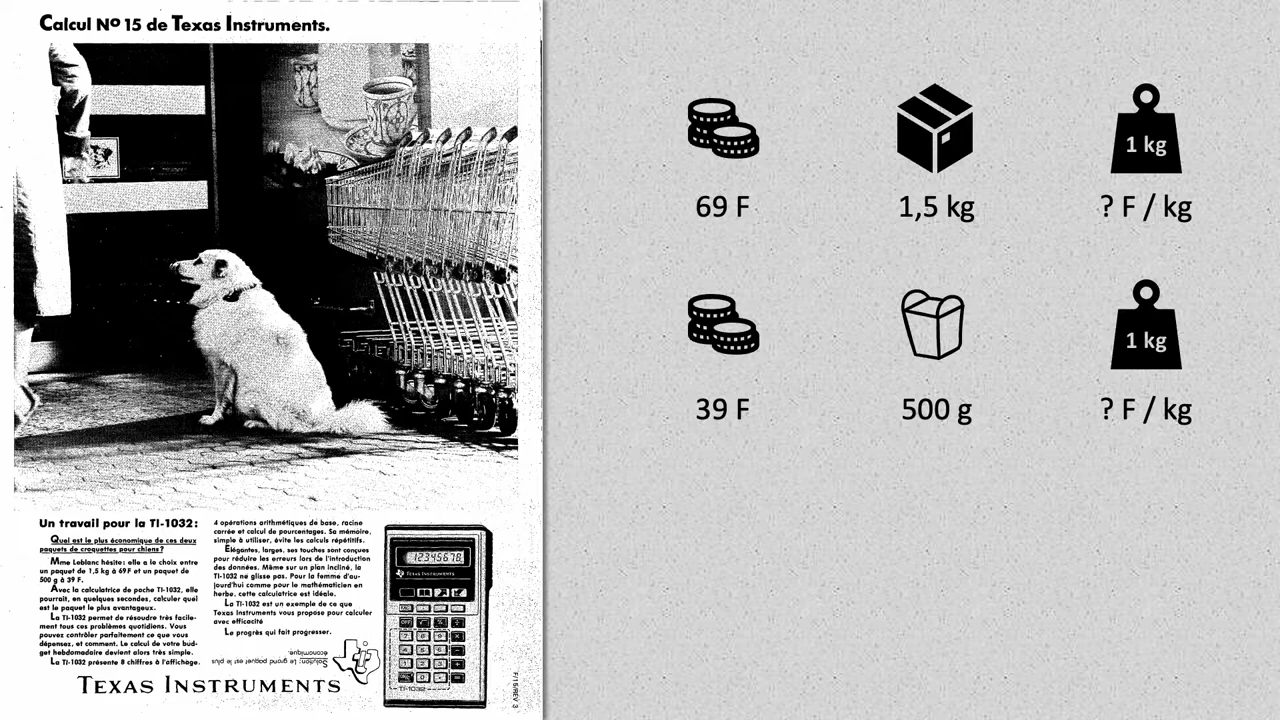 Calcul Nº 15 de Texas Instruments.
Un travail pour la TI-1032:
Quel est le plus économique de ces deux
paquets de croquettes pour chiens?
Mme Leblanc hésite: elle a le choix entre
un paquet de 1,5 kg à 69 F et un paquet de
500 g à 39 F.
Avec la calculatrice de poche TI-1032, elle
pourrait, en quelques secondes, calculer quel
est le paquet le plus avantageux.
La TI-1032 permet de résoudre très facile-
ment tous ces problèmes quotidiens. Vous
pouvez contrôler parfaitement ce que vous
dépensez, et comment. Le calcul de votre bud-
get hebdomadaire devient alors très simple.
La TI-1032 présente 8 chiffres à l'affichage,
4 opérations arithmétiques de base, racine
carrée et calcul de pourcentages. Sa mémoire,
simple à utiliser, évite les calculs répétitifs.
Elégantes, larges, ses touches sont conçues
pour réduire les erreurs lors de l'introduction
des données. Même sur un plan incliné, la
TI-1032 ne glisse pas. Pour la femme d'au-
jourd'hui comme pour le mathématicien en
herbe, cette calculatrice est idéale.
La TI-1032 est un exemple de ce que
Texas Instruments vous propose pour calculer
avec efficacité
Le progrès qui fait progresser.
Solution: Le grand paquet est le plus
économique.
TEXAS INSTRUMENTS
12345678
TEXAS INSTRUMENTS
TI-1032
F/15/REV 3
1 kg
69 F
1,5 kg
? F / kg
1 kg
39 F
500 g
? F / kg